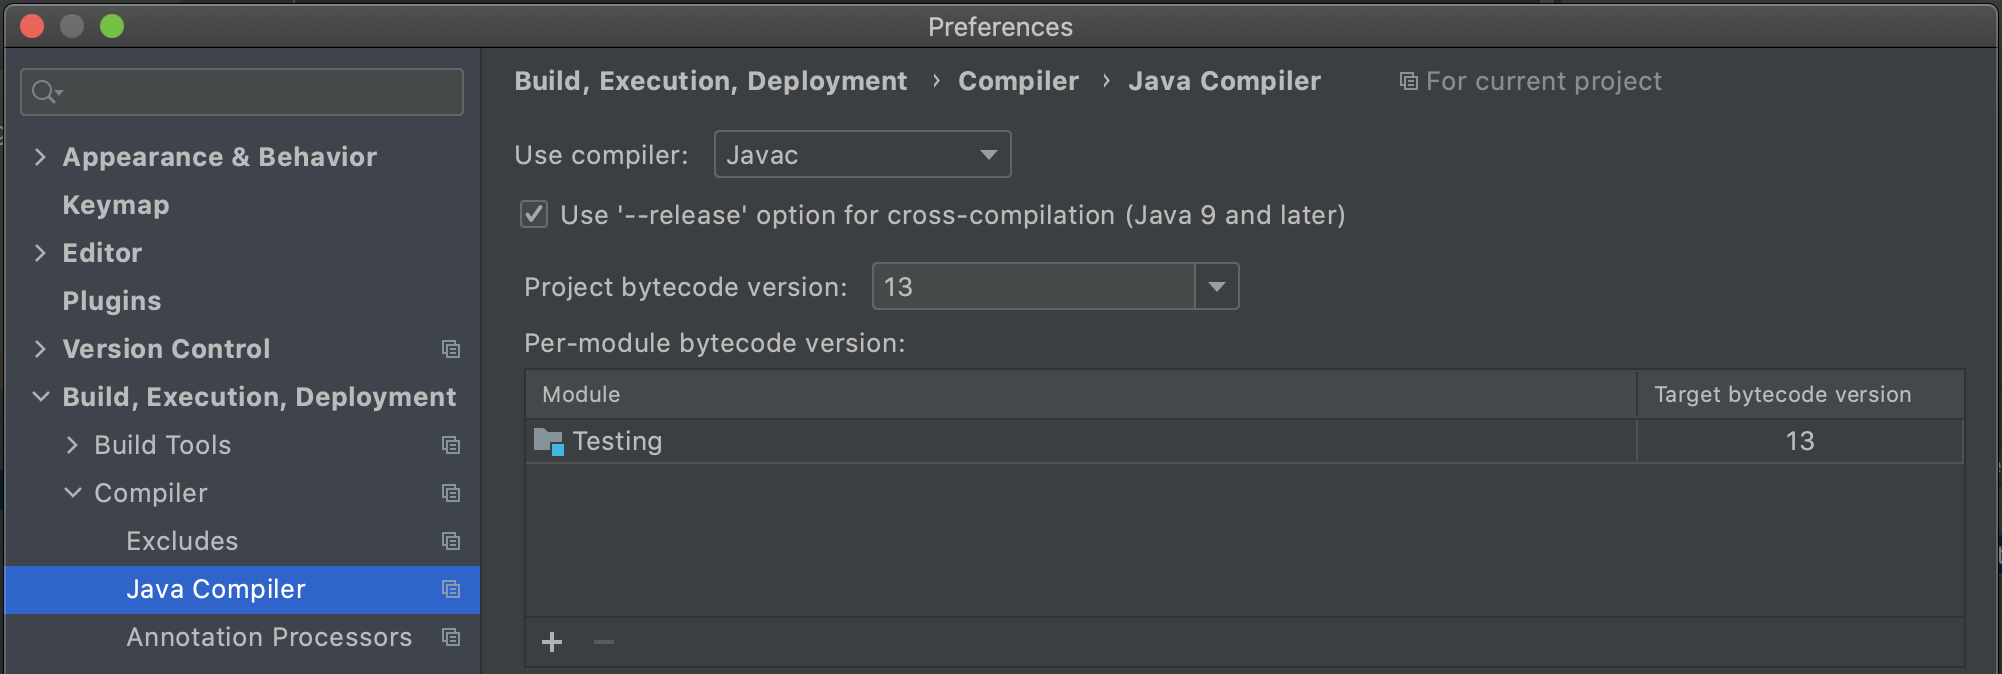 Preferences
Appearance & Behavior
Keymap
Editor
Plugins
Version Control
Build, Execution, Deployment
Build Tools
Compiler
Excludes
Java Compiler
Annotation Processors
Build, Execution, Deployment › Compiler › Java Compiler For current project
Use compiler: Javac
Use '--release' option for cross-compilation (Java 9 and later)
Project bytecode version: 13
Per-module bytecode version:
Module Target bytecode version
Testing 13